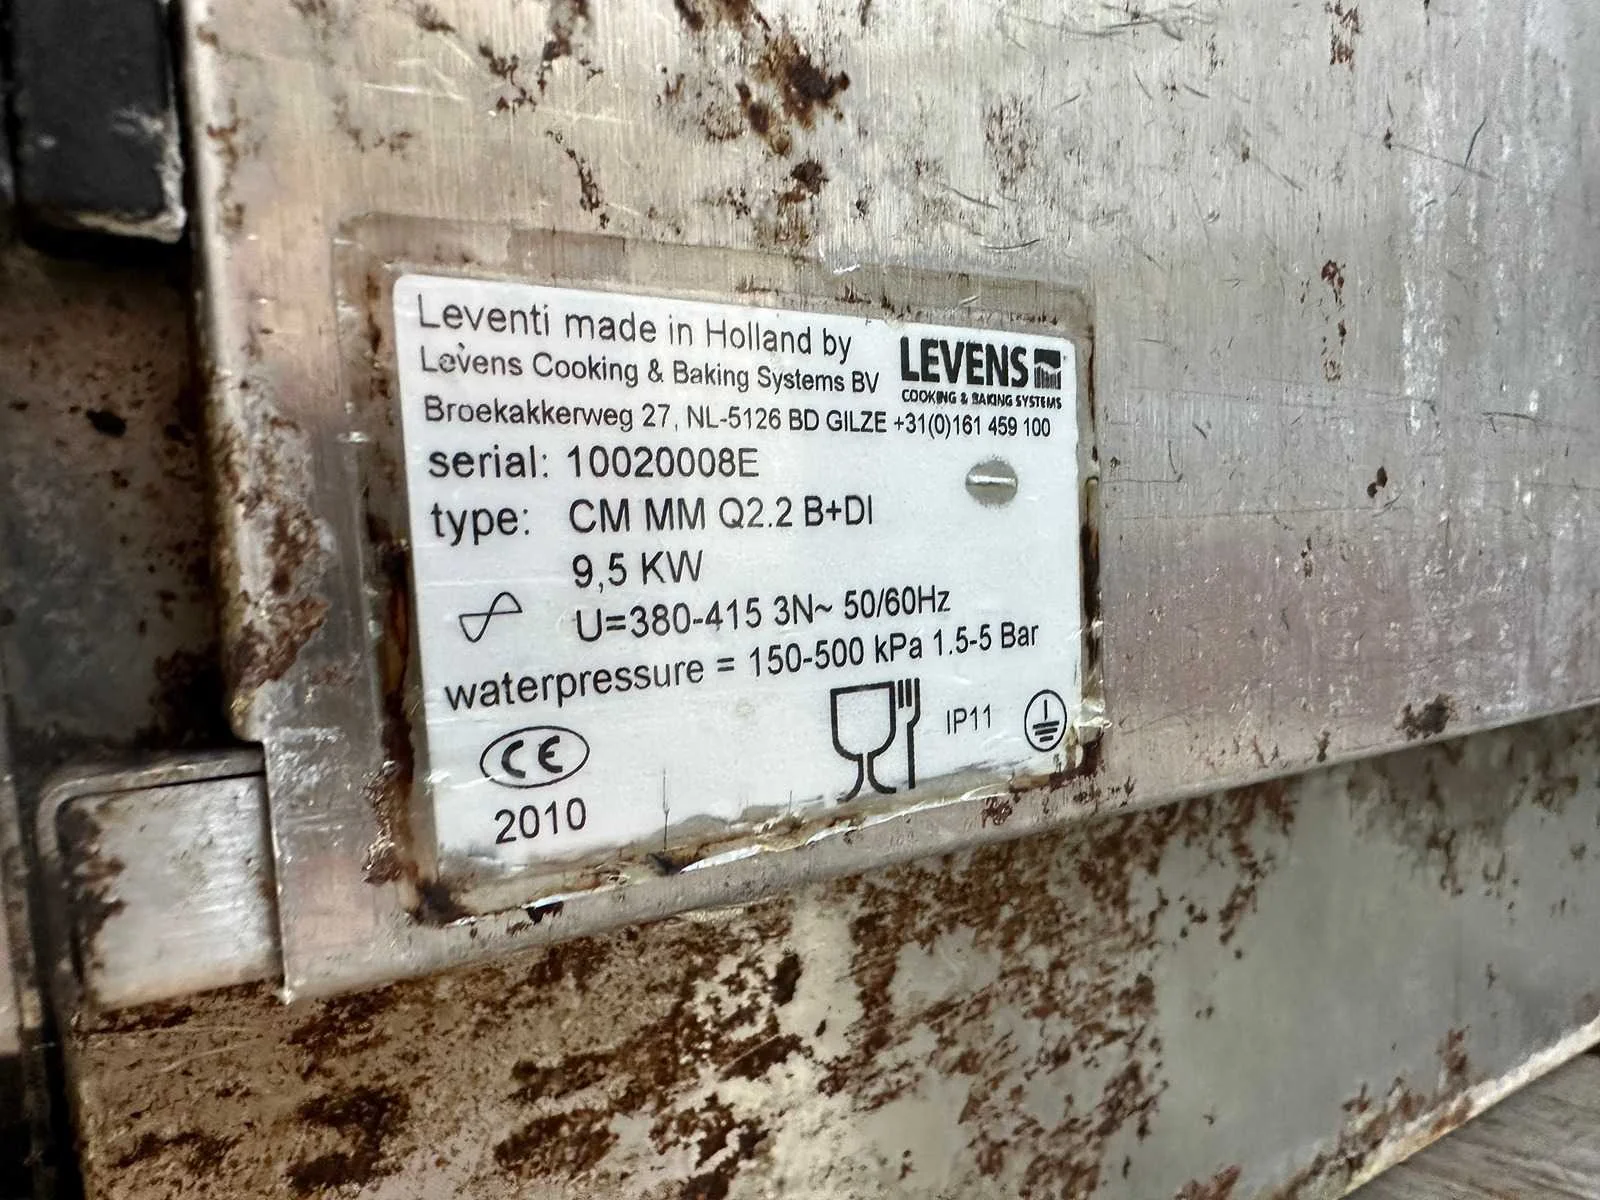 Leventi made in Holland by
Levens Cooking & Baking Systems BV
LEVENS
COOKING & BAKING SYSTEMS
Broekakkerweg 27, NL-5126 BD GILZE +31(0)161 459 100
serial: 10020008E
type: CM MM Q2.2 B+DI
9,5 KW
U=380-415 3N~ 50/60Hz
waterpressure = 150-500 kPa 1.5-5 Bar
CE
IP11
2010